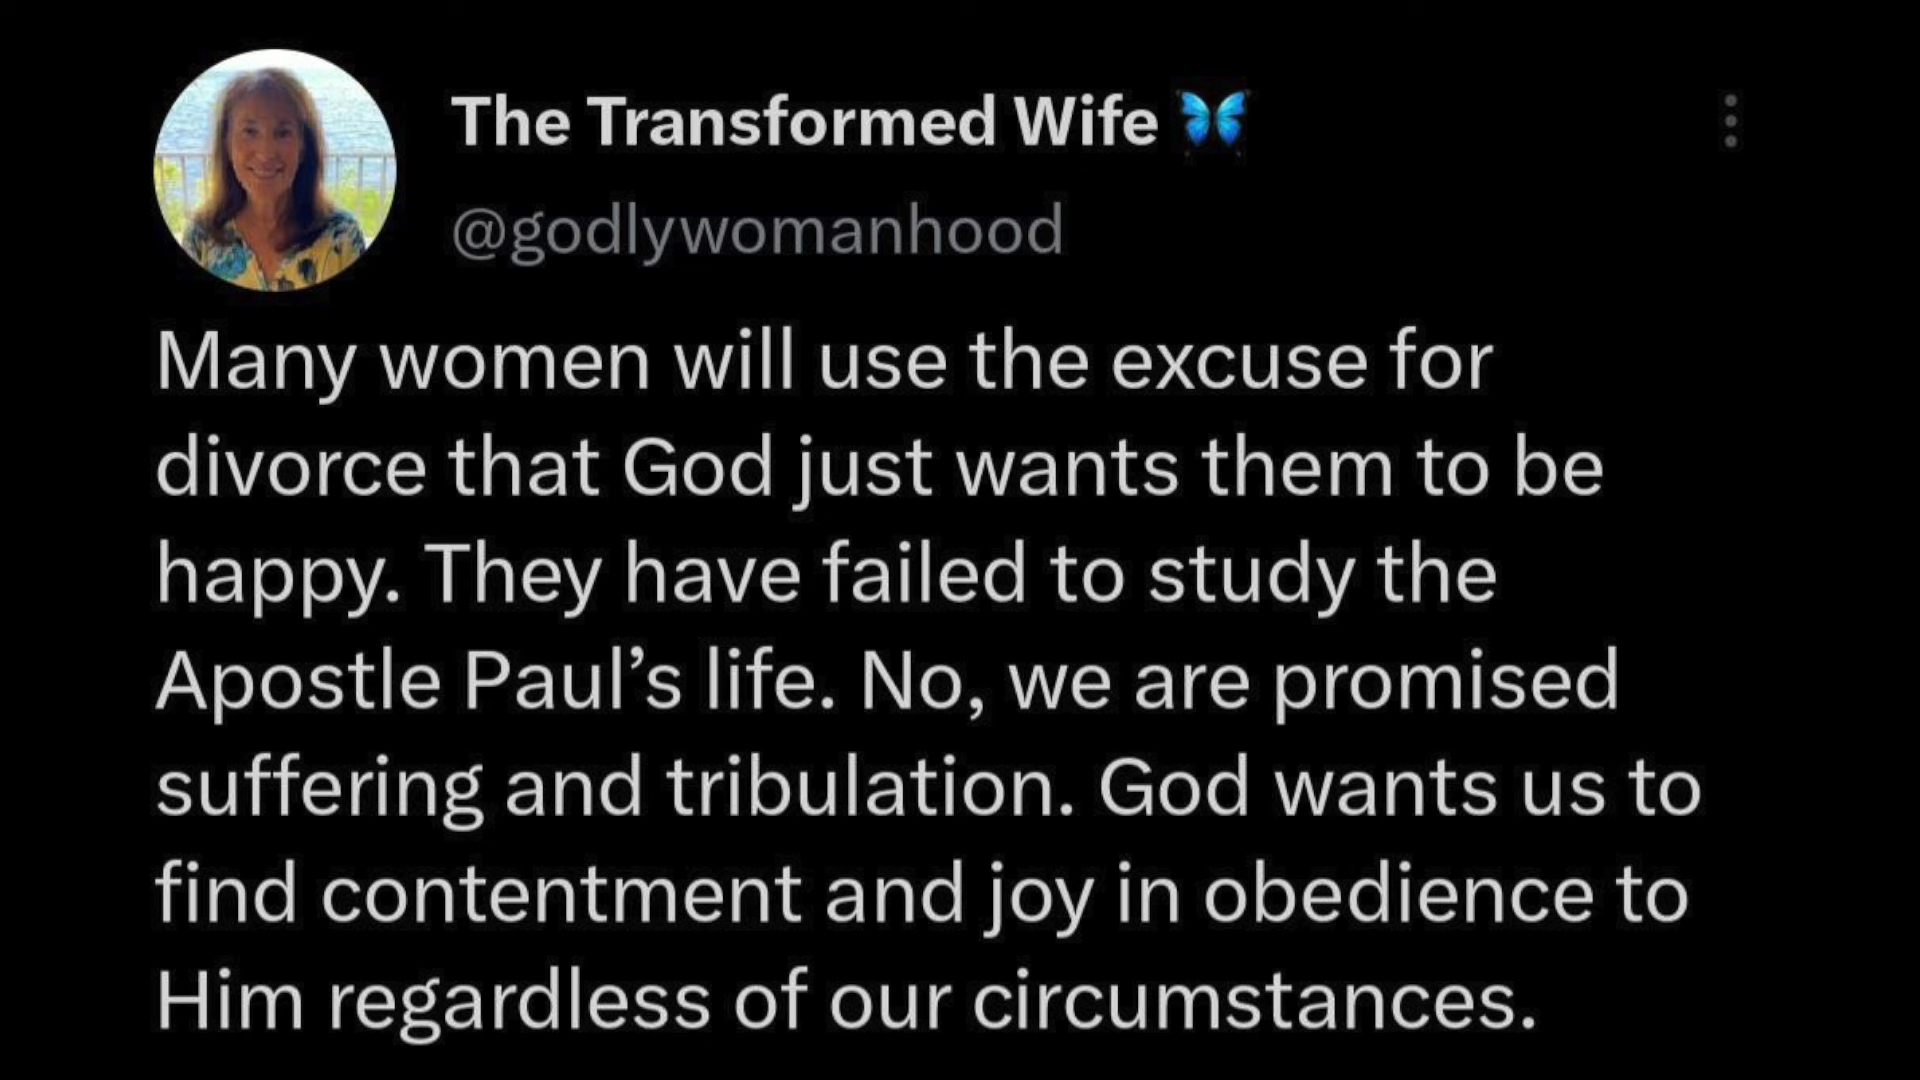 The Transformed Wife 🦋
@godlywomanhood
Many women will use the excuse for
divorce that God just wants them to be
happy. They have failed to study the
Apostle Paul’s life. No, we are promised
suffering and tribulation. God wants us to
find contentment and joy in obedience to
Him regardless of our circumstances.